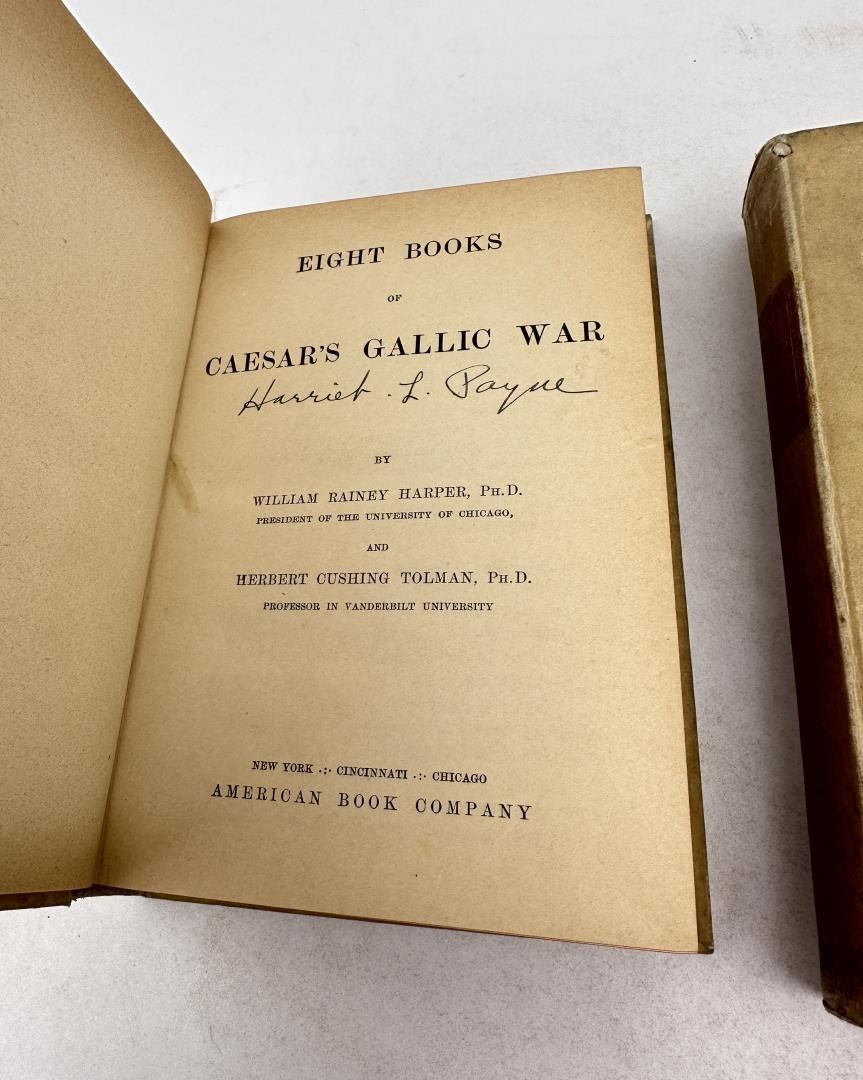 EIGHT BOOKS
OF
CAESAR'S GALLIC WAR
Harriet L. Payne
BY
WILLIAM RAINEY HARPER, PH.D.
PRESIDENT OF THE UNIVERSITY OF CHICAGO,
AND
HERBERT CUSHING TOLMAN, PH.D.
PROFESSOR IN VANDERBILT UNIVERSITY
NEW YORK .:. CINCINNATI .:. CHICAGO
AMERICAN BOOK COMPANY